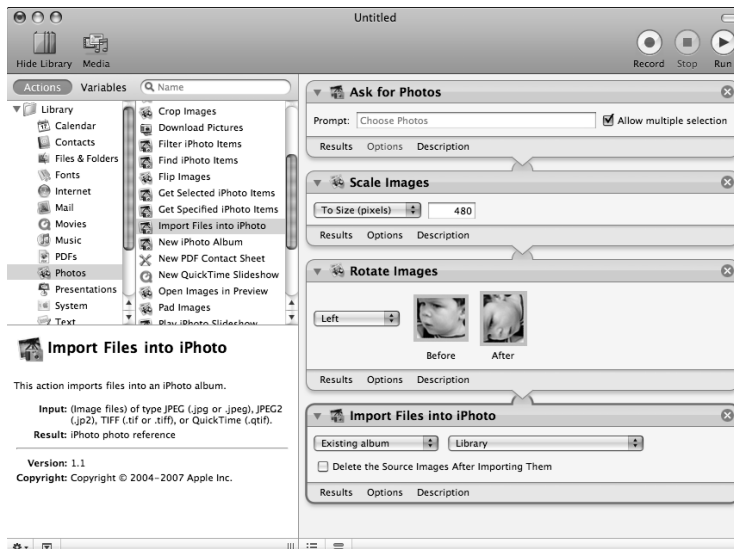 Untitled
Hide Library
Media
Record
Stop
Run
Actions
Variables
Name
Library
Calendar
Contacts
Files & Folders
Fonts
Internet
Mail
Movies
Music
PDFs
Photos
Presentations
System
Text
Crop Images
Download Pictures
Filter iPhoto Items
Find iPhoto Items
Flip Images
Get Selected iPhoto Items
Get Specified iPhoto Items
Import Files into iPhoto
New iPhoto Album
New PDF Contact Sheet
New QuickTime Slideshow
Open Images in Preview
Pad Images
Play iPhoto Slideshow
Import Files into iPhoto
This action imports files into an iPhoto album.
Input: (Image files) of type JPEG (.jpg or .jpeg), JPEG2
(.jp2), TIFF (.tif or .tiff), or QuickTime (.qtif).
Result: iPhoto photo reference
Version: 1.1
Copyright: Copyright © 2004–2007 Apple Inc.
Ask for Photos
Prompt: Choose Photos
Allow multiple selection
Results Options Description
Scale Images
To Size (pixels) 480
Results Options Description
Rotate Images
Left
Before After
Results Options Description
Import Files into iPhoto
Existing album Library
Delete the Source Images After Importing Them
Results Options Description